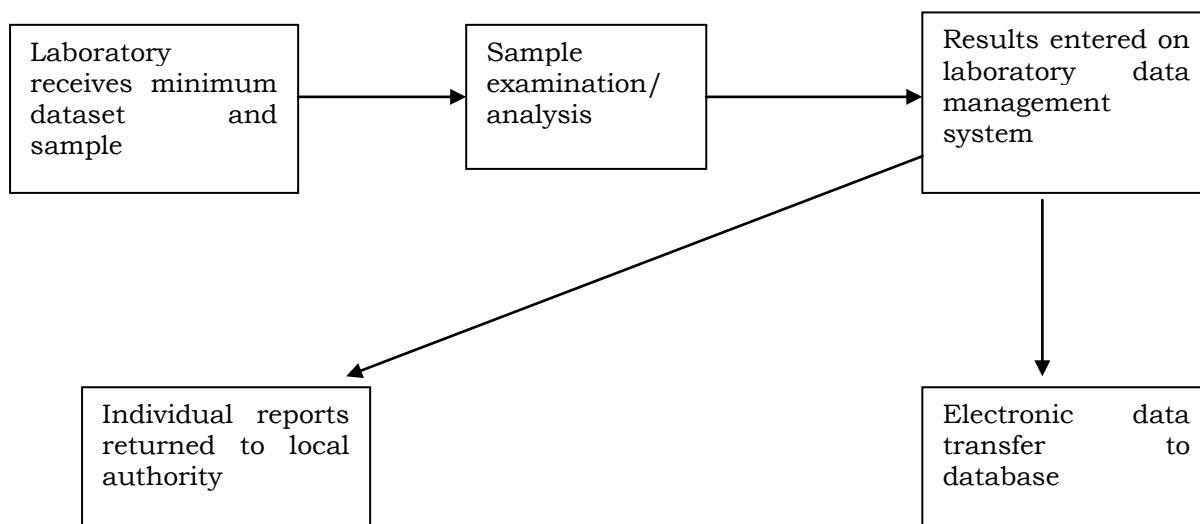 Laboratory
receives minimum
dataset and
sample
Sample
examination/
analysis
Results entered on
laboratory data
management
system
Individual reports
returned to local
authority
Electronic data
transfer to
database